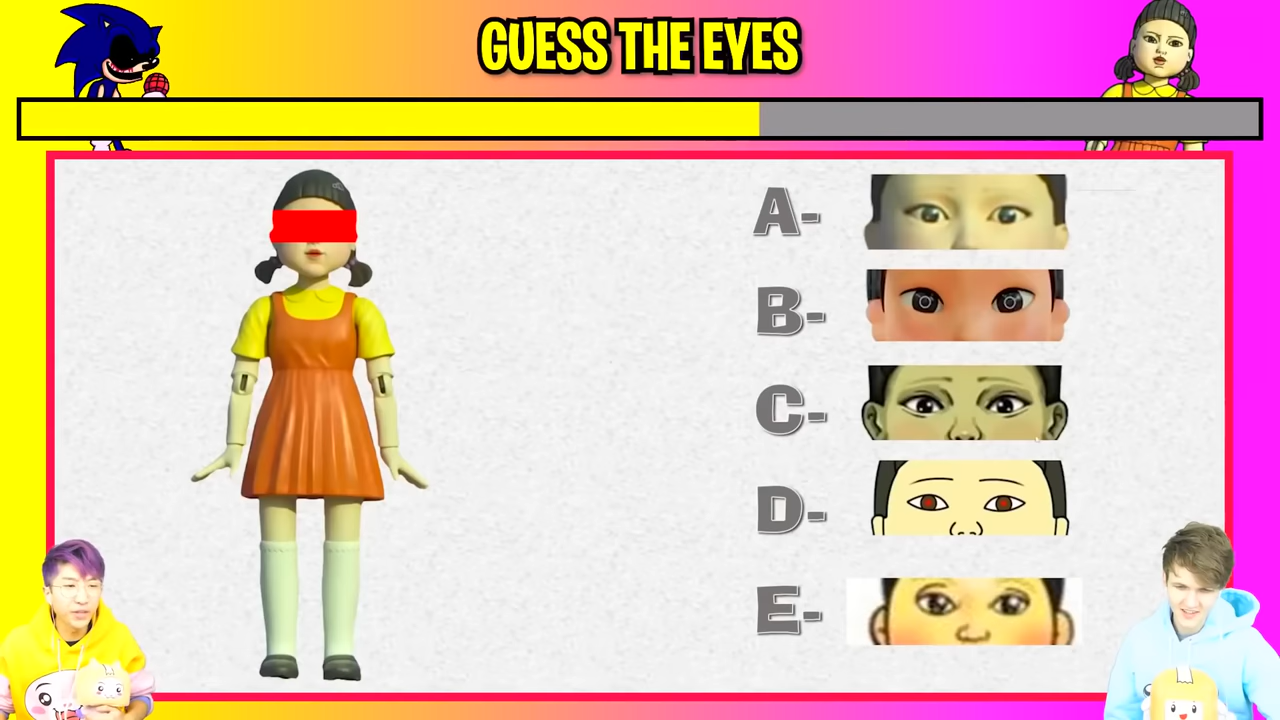 GUESS THE EYES
A-
B-
C-
D-
E-